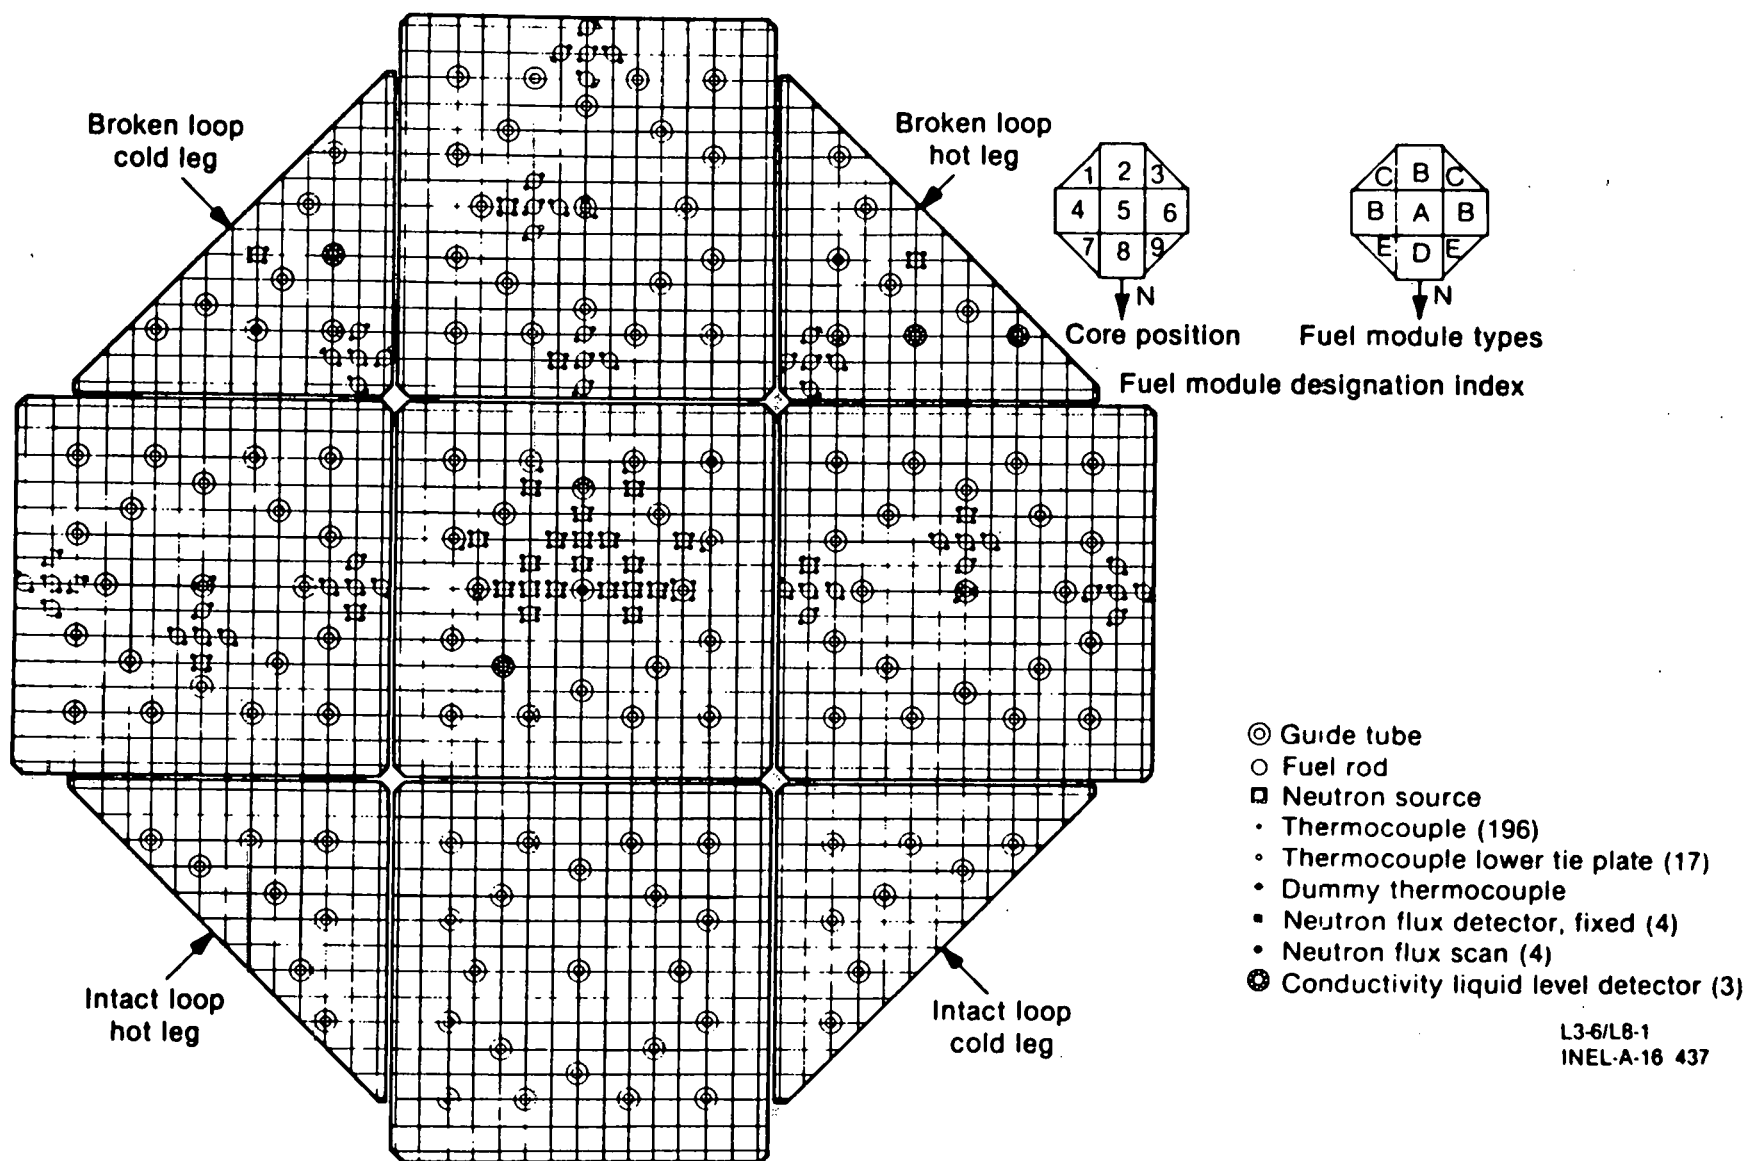 Broken loop
cold leg
Broken loop
hot leg
1 2 3
4 5 6
7 8 9
N
Core position
C B C
B A B
E D E
N
Fuel module types
Fuel module designation index
Guide tube
Fuel rod
Neutron source
Thermocouple (196)
Thermocouple lower tie plate (17)
Dummy thermocouple
Neutron flux detector, fixed (4)
Neutron flux scan (4)
Conductivity liquid level detector (3)
Intact loop
hot leg
Intact loop
cold leg
L3-6/L8-1
INEL-A-16 437